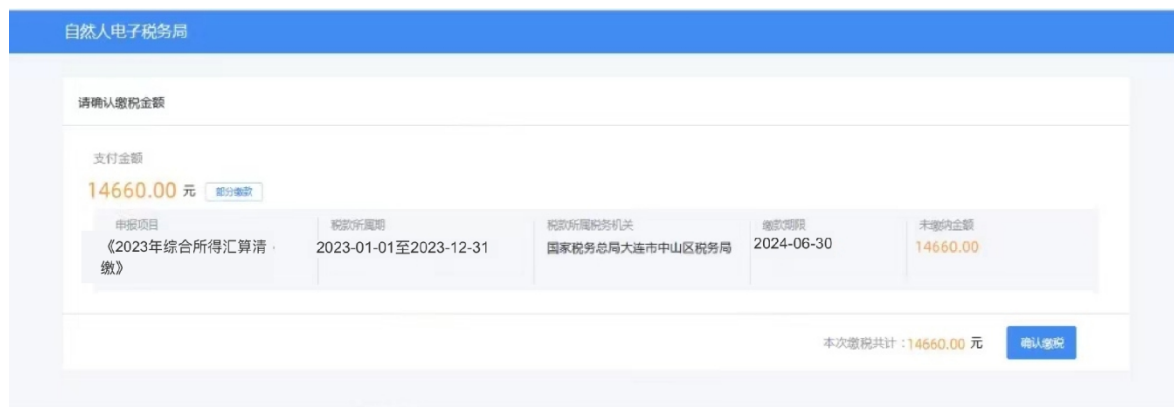 自然人电子税务局
请确认缴税金额
支付金额
14660.00 元 部分缴款
申报项目 税款所属期 税款所属税务机关 缴款期限 未缴纳金额
《2023年综合所得汇算清 2023-01-01至2023-12-31 国家税务总局大连市中山区税务局 2024-06-30 14660.00
缴》
本次缴税共计：14660.00 元 确认缴税